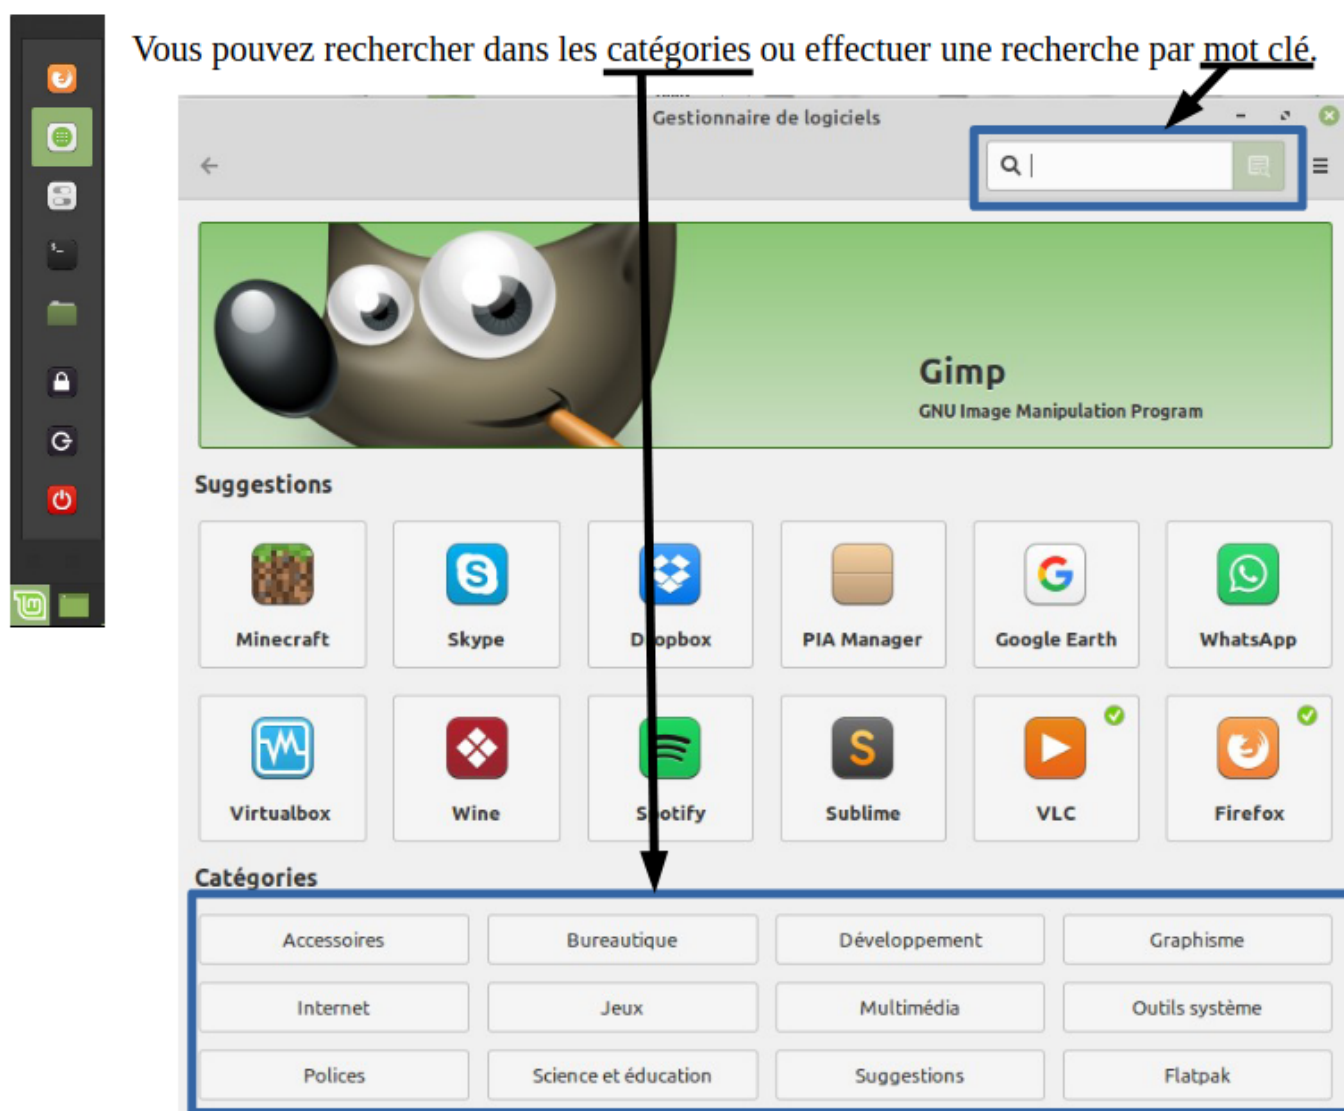 Vous pouvez rechercher dans les catégories ou effectuer une recherche par mot clé.
Gestionnaire de logiciels
Gimp
GNU Image Manipulation Program
Suggestions
Minecraft Skype Dropbox PIA Manager Google Earth WhatsApp
Virtualbox Wine Spotify Sublime VLC Firefox
Catégories
Accessoires Bureautique Développement Graphisme
Internet Jeux Multimédia Outils système
Polices Science et éducation Suggestions Flatpak